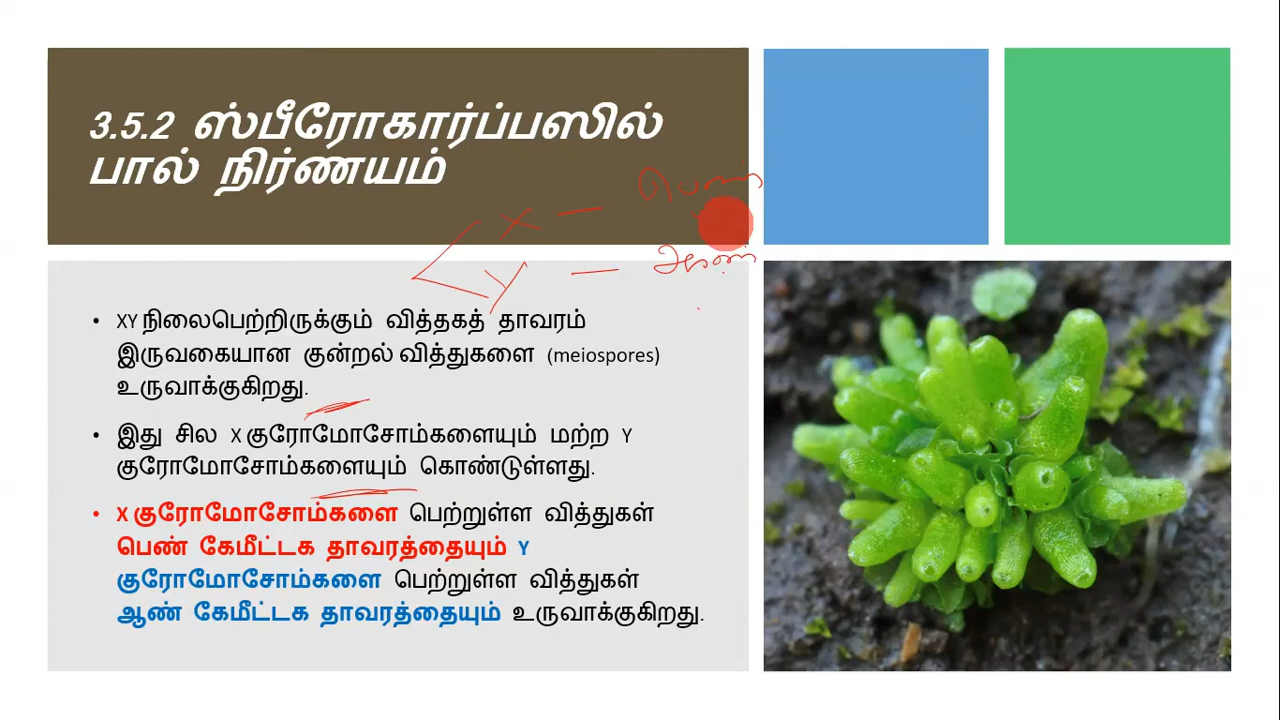 3.5.2 ஸ்பீரோகார்ப்பஸில்
பால் நிர்ணயம்
X – பெண்
Y – ஆண்
• XY நிலைபெற்றிருக்கும் வித்தகத் தாவரம்
இருவகையான குன்றல் வித்துகளை (meiospores)
உருவாக்குகிறது.
• இது சில X குரோமோசோம்களையும் மற்ற Y
குரோமோசோம்களையும் கொண்டுள்ளது.
• X குரோமோசோம்களை பெற்றுள்ள வித்துகள்
பெண் கேமீட்டக தாவரத்தையும் Y
குரோமோசோம்களை பெற்றுள்ள வித்துகள்
ஆண் கேமீட்டக தாவரத்தையும் உருவாக்குகிறது.